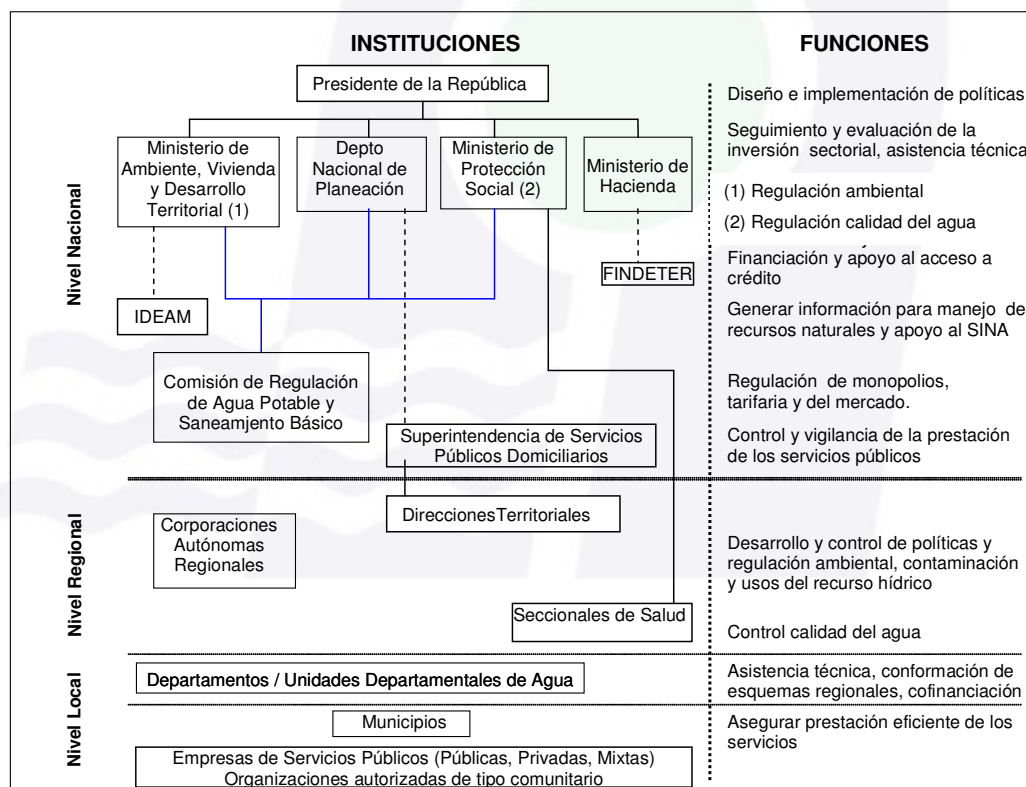 INSTITUCIONES
FUNCIONES
Nivel Nacional
Presidente de la República
Ministerio de
Ambiente, Vivienda
y Desarrollo
Territorial (1)
Depto
Nacional de
Planeación
Ministerio de
Protección
Social (2)
Ministerio de
Hacienda
FINDETER
IDEAM
Comisión de Regulación
de Agua Potable y
Saneamjento Básico
Superintendencia de Servicios
Públicos Domiciliarios
Diseño e implementación de políticas
Seguimiento y evaluación de la
inversión sectorial, asistencia técnica
(1) Regulación ambiental
(2) Regulación calidad del agua
Financiación y apoyo al acceso a
crédito
Generar información para manejo de
recursos naturales y apoyo al SINA
Regulación de monopolios,
tarifaria y del mercado.
Control y vigilancia de la prestación
de los servicios públicos
Nivel Regional
DireccionesTerritoriales
Corporaciones
Autónomas
Regionales
Seccionales de Salud
Desarrollo y control de políticas y
regulación ambiental, contaminación
y usos del recurso hídrico
Control calidad del agua
Nivel Local
Departamentos / Unidades Departamentales de Agua
Asistencia técnica, conformación de
esquemas regionales, cofinanciación
Municipios
Empresas de Servicios Públicos (Públicas, Privadas, Mixtas)
Organizaciones autorizadas de tipo comunitario
Asegurar prestación eficiente de los
servicios